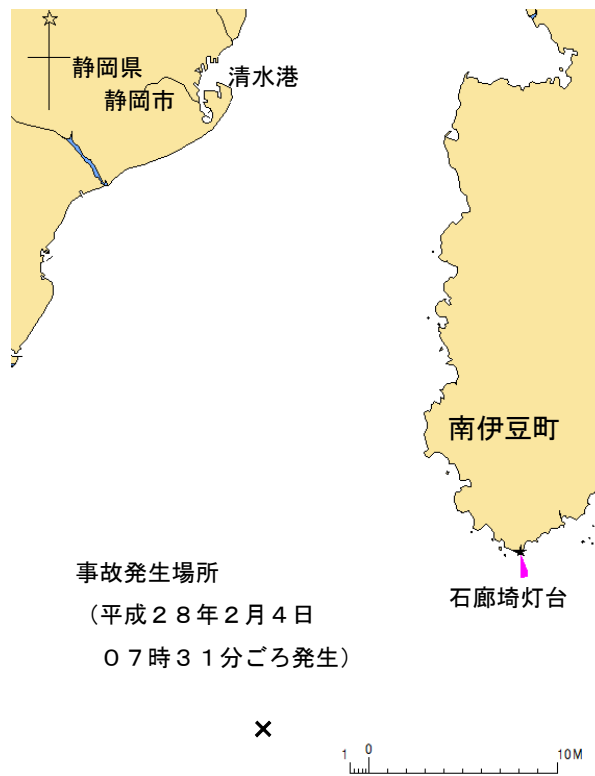 静岡県
静岡市
清水港
南伊豆町
石廊埼灯台
事故発生場所
（平成２８年２月４日
０７時３１分ごろ発生）
×
1 0 10M